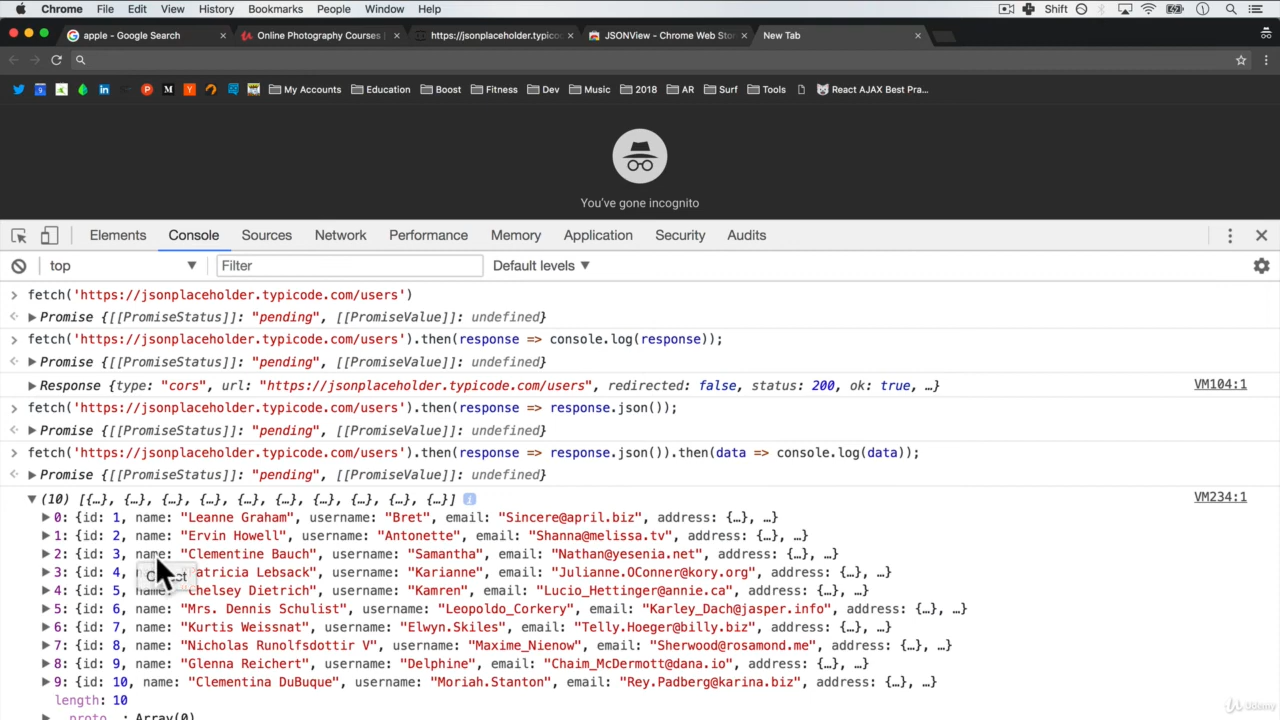 Chrome File Edit View History Bookmarks People Window Help Shift
apple - Google Search Online Photography Courses | https://jsonplaceholder.typico JSONView - Chrome Web Sto New Tab
My Accounts Education Boost Fitness Dev Music 2018 AR Surf Tools React AJAX Best Pra...
You've gone incognito
Elements Console Sources Network Performance Memory Application Security Audits
top Filter Default levels
fetch('https://jsonplaceholder.typicode.com/users')
Promise {[[PromiseStatus]]: "pending", [[PromiseValue]]: undefined}
fetch('https://jsonplaceholder.typicode.com/users').then(response => console.log(response));
Promise {[[PromiseStatus]]: "pending", [[PromiseValue]]: undefined}
Response {type: "cors", url: "https://jsonplaceholder.typicode.com/users", redirected: false, status: 200, ok: true, …} VM104:1
fetch('https://jsonplaceholder.typicode.com/users').then(response => response.json());
Promise {[[PromiseStatus]]: "pending", [[PromiseValue]]: undefined}
fetch('https://jsonplaceholder.typicode.com/users').then(response => response.json()).then(data => console.log(data));
Promise {[[PromiseStatus]]: "pending", [[PromiseValue]]: undefined}
(10) [{…}, {…}, {…}, {…}, {…}, {…}, {…}, {…}, {…}, {…}] VM234:1
0: {id: 1, name: "Leanne Graham", username: "Bret", email: "Sincere@april.biz", address: {…}, …}
1: {id: 2, name: "Ervin Howell", username: "Antonette", email: "Shanna@melissa.tv", address: {…}, …}
2: {id: 3, name: "Clementine Bauch", username: "Samantha", email: "Nathan@yesenia.net", address: {…}, …}
3: {id: 4, "Patricia Lebsack", username: "Karianne", email: "Julianne.OConner@kory.org", address: {…}, …}
4: {id: 5, name: "Chelsey Dietrich", username: "Kamren", email: "Lucio_Hettinger@annie.ca", address: {…}, …}
5: {id: 6, name: "Mrs. Dennis Schulist", username: "Leopoldo_Corkery", email: "Karley_Dach@jasper.info", address: {…}, …}
6: {id: 7, name: "Kurtis Weissnat", username: "Elwyn.Skiles", email: "Telly.Hoeger@billy.biz", address: {…}, …}
7: {id: 8, name: "Nicholas Runolfsdottir V", username: "Maxime_Nienow", email: "Sherwood@rosamond.me", address: {…}, …}
8: {id: 9, name: "Glenna Reichert", username: "Delphine", email: "Chaim_McDermott@dana.io", address: {…}, …}
9: {id: 10, name: "Clementina DuBuque", username: "Moriah.Stanton", email: "Rey.Padberg@karina.biz", address: {…}, …}
length: 10
proto : Array(0)
Udemy